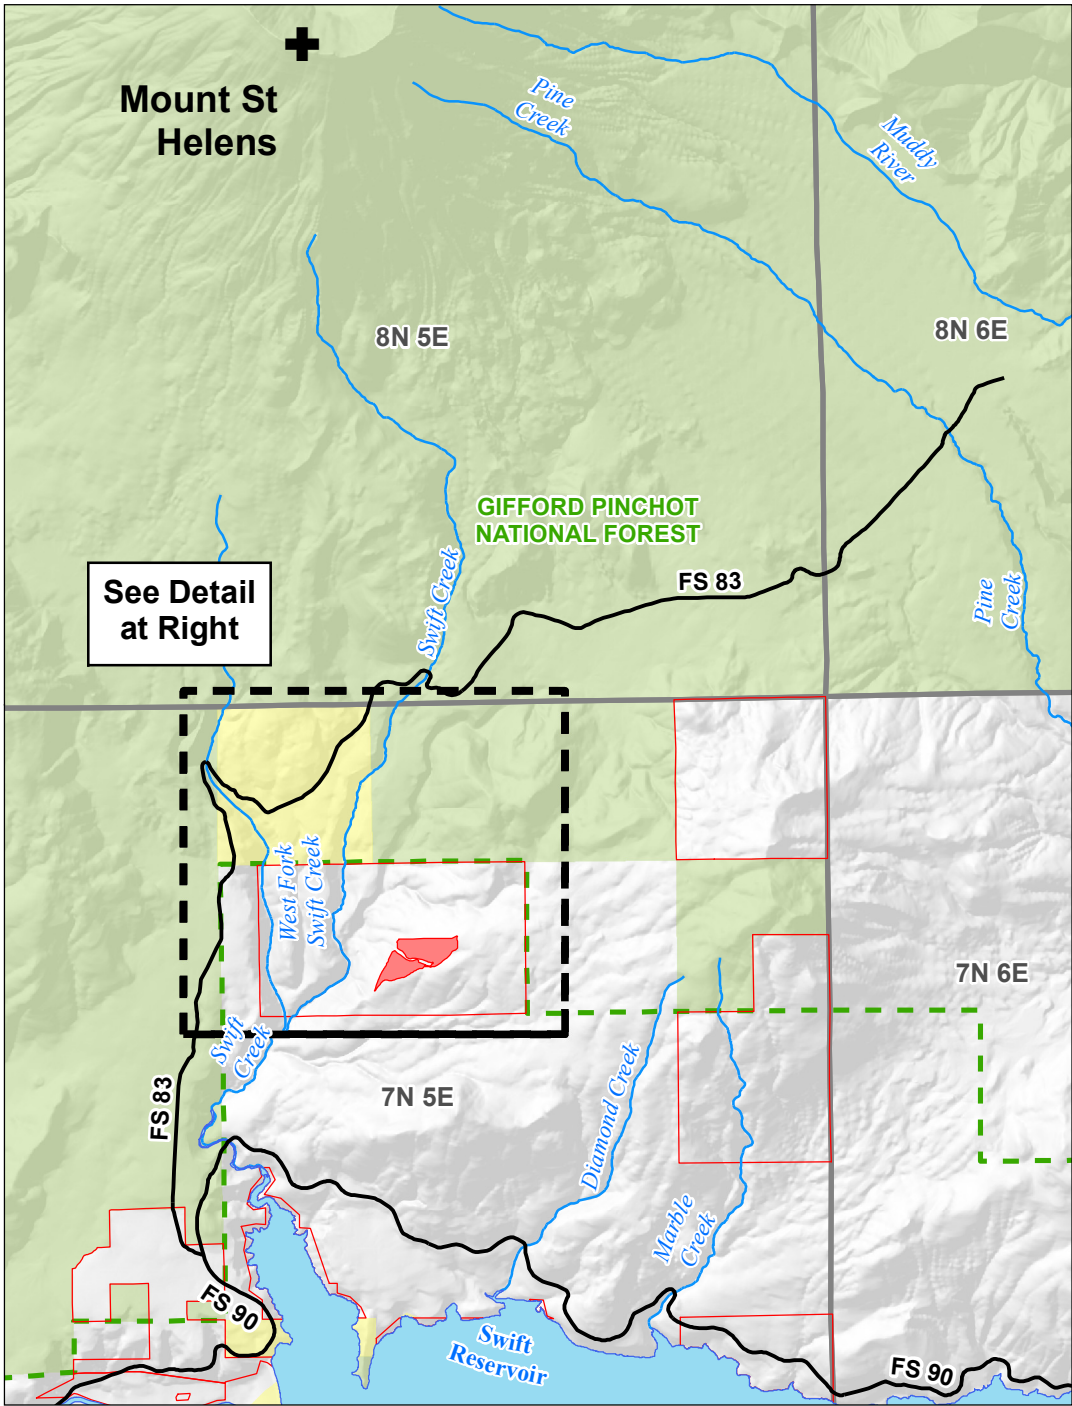 Mount St
Helens
Pine
Creek
Muddy
River
8N 5E
8N 6E
GIFFORD PINCHOT
NATIONAL FOREST
Swift Creek
FS 83
See Detail
at Right
Pine
Creek
West Fork
Swift Creek
7N 6E
Swift
Creek
7N 5E
FS 83
Diamond Creek
Marble
Creek
FS 90
Swift
Reservoir
FS 90